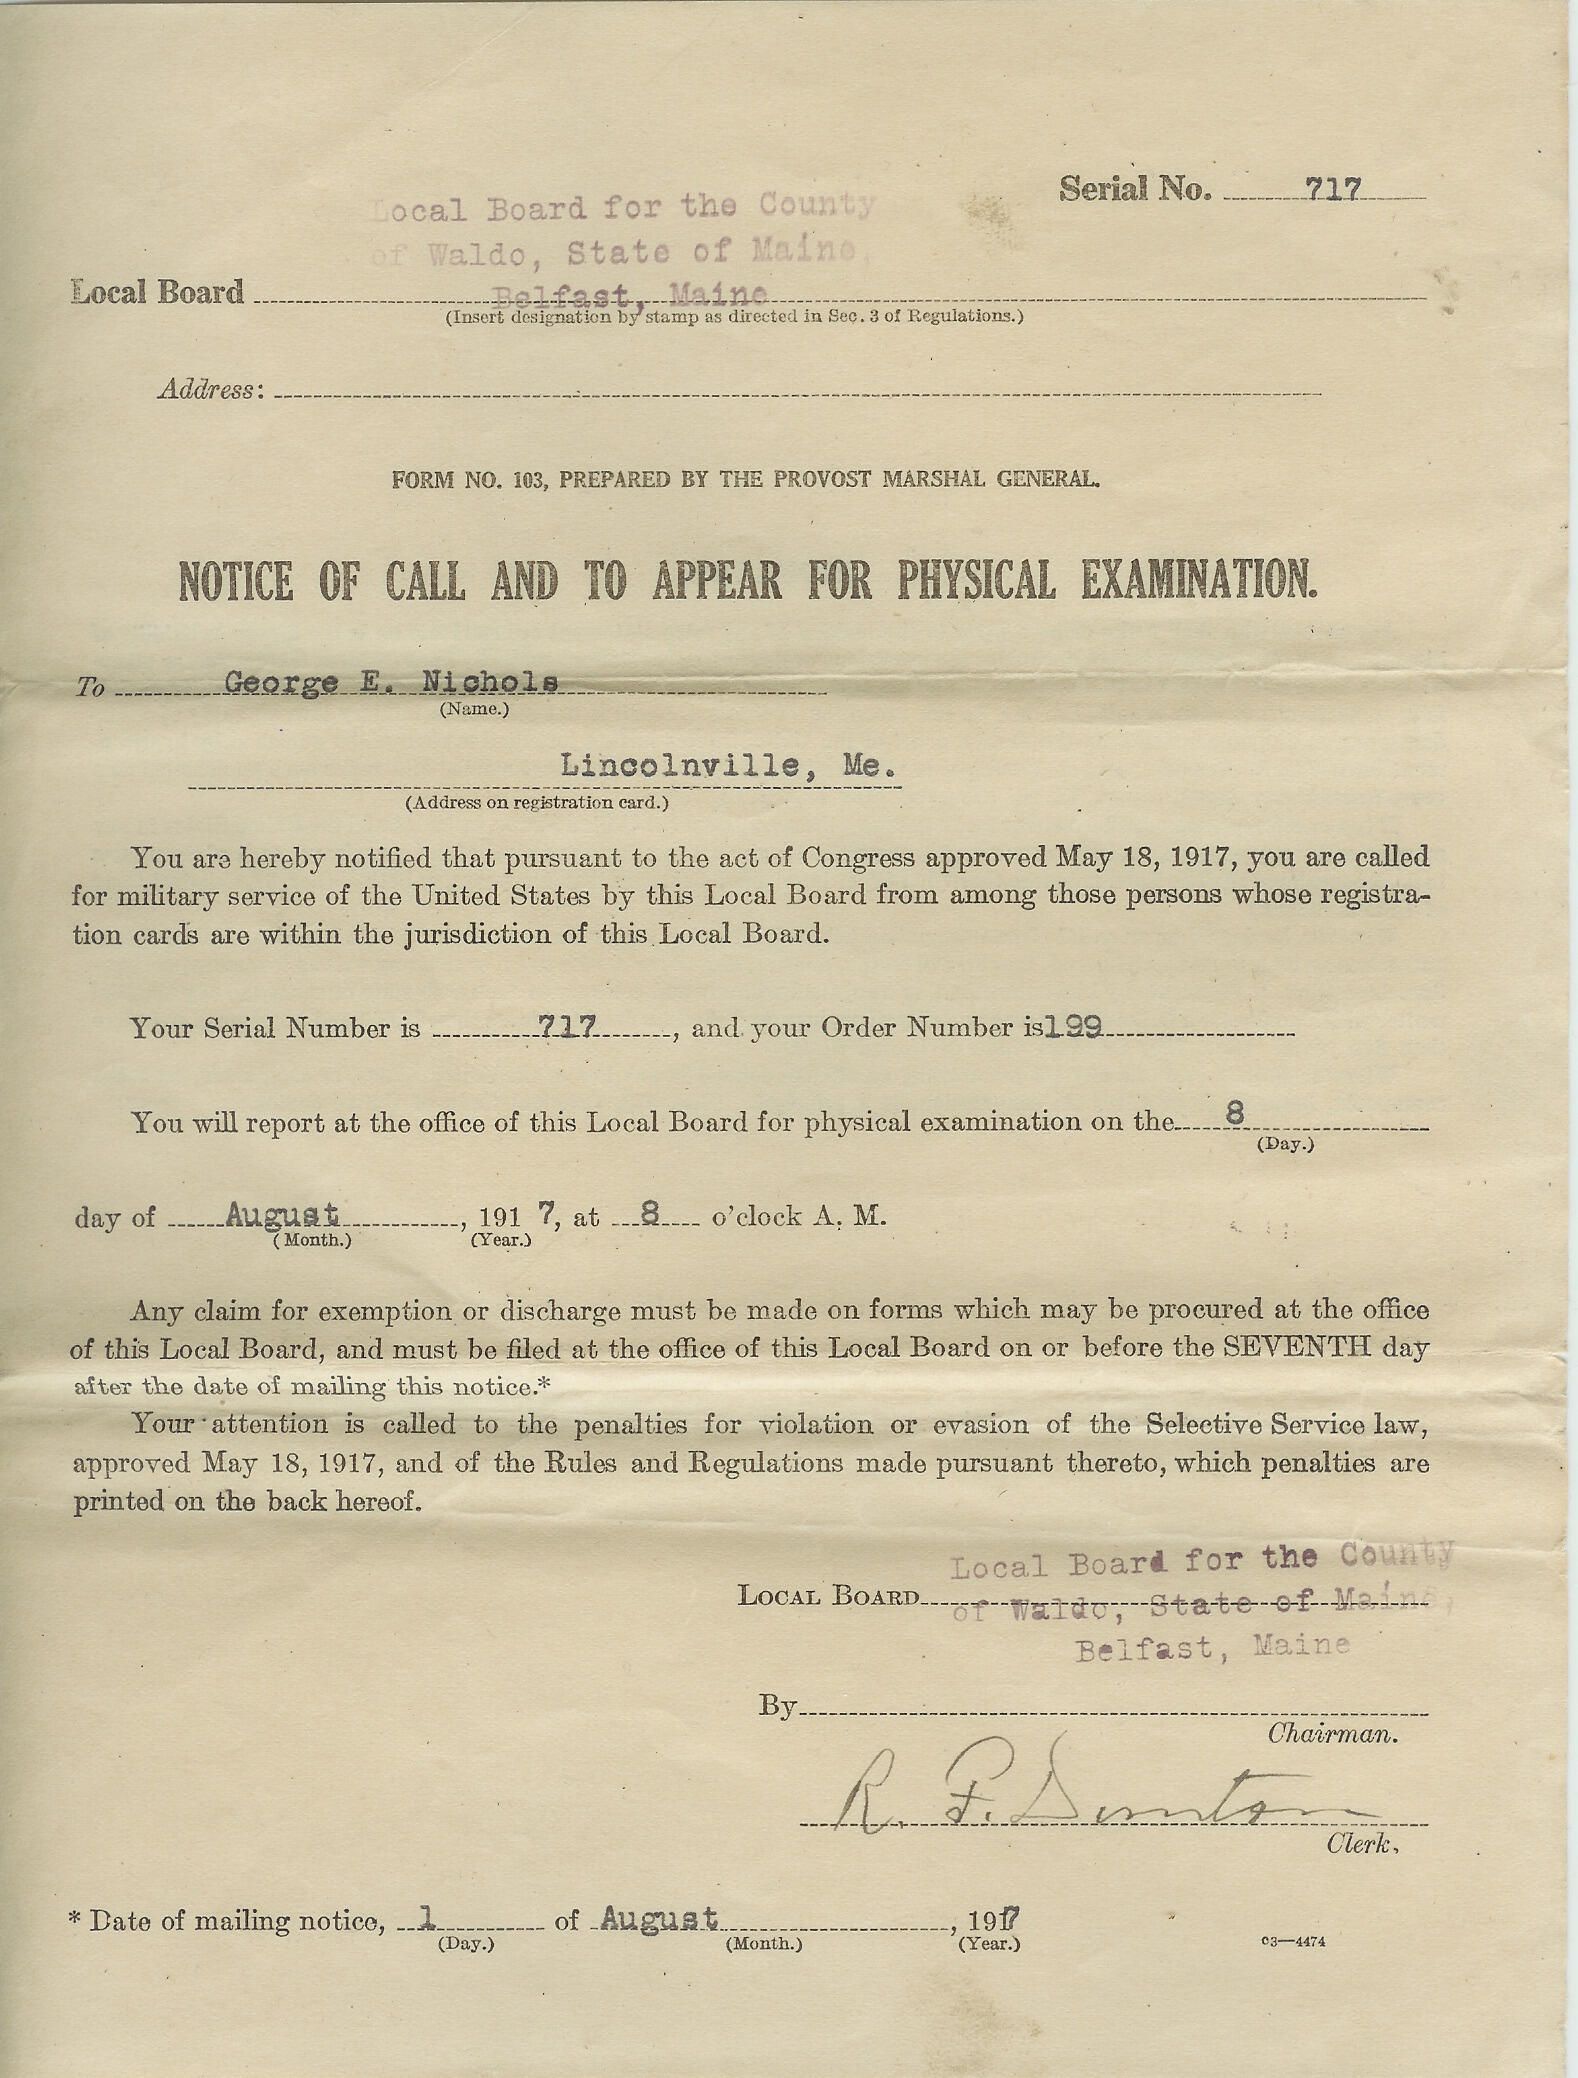 Serial No. 717
Local Board for the County
of Waldo, State of Maine,
Local Board Belfast, Maine
(Insert designation by stamp as directed in Sec. 3 of Regulations.)
Address:
FORM NO. 103, PREPARED BY THE PROVOST MARSHAL GENERAL.
NOTICE OF CALL AND TO APPEAR FOR PHYSICAL EXAMINATION.
To George E. Nichols
(Name.)
Lincolnville, Me.
(Address on registration card.)
You are hereby notified that pursuant to the act of Congress approved May 18, 1917, you are called
for military service of the United States by this Local Board from among those persons whose registra-
tion cards are within the jurisdiction of this Local Board.
Your Serial Number is 717, and your Order Number is 199
You will report at the office of this Local Board for physical examination on the 8
(Day.)
day of August, 1917, at 8 o'clock A. M.
(Month.) (Year.)
Any claim for exemption or discharge must be made on forms which may be procured at the office
of this Local Board, and must be filed at the office of this Local Board on or before the SEVENTH day
after the date of mailing this notice.*
Your attention is called to the penalties for violation or evasion of the Selective Service law,
approved May 18, 1917, and of the Rules and Regulations made pursuant thereto, which penalties are
printed on the back hereof.
Local Board for the County
LOCAL BOARD of Waldo, State of Maine,
Belfast, Maine
By
Chairman.
R. F. Dunton
Clerk.
* Date of mailing notice, 1 of August, 1917
(Day.) (Month.) (Year.) C3—4474